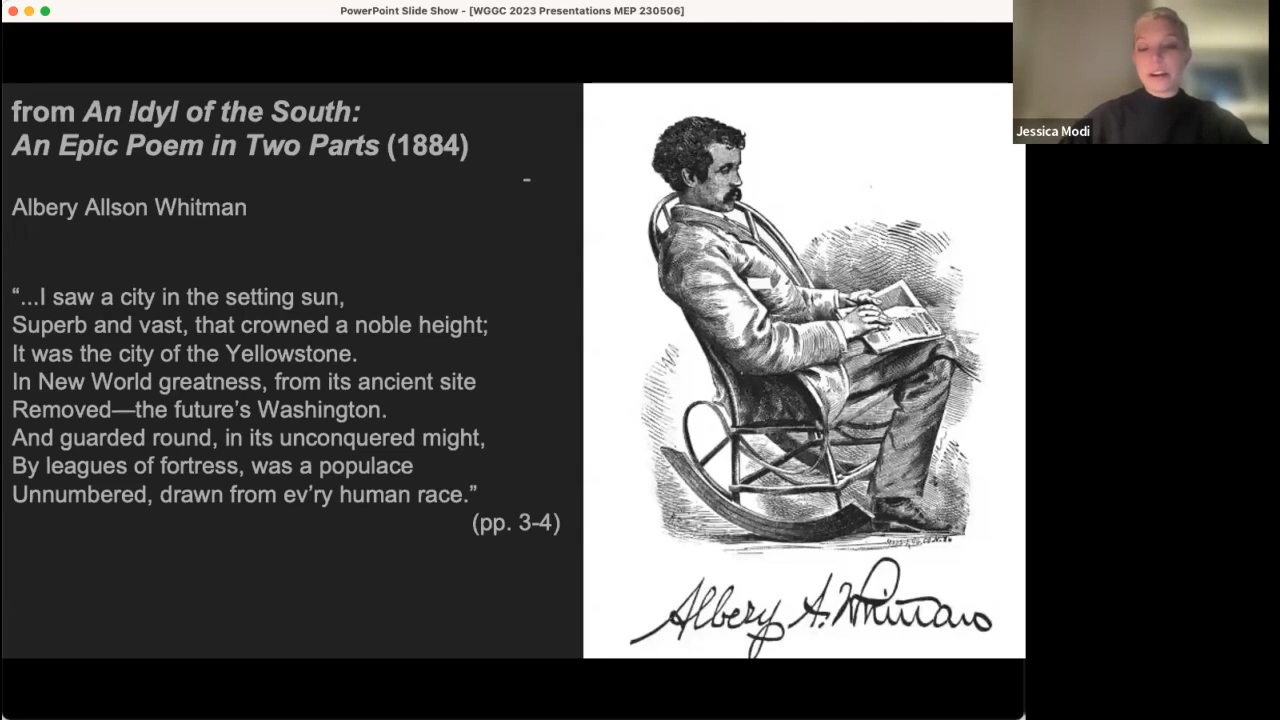 PowerPoint Slide Show - [WGGC 2023 Presentations MEP 230506]
from An Idyl of the South:
An Epic Poem in Two Parts (1884)
-
Albery Allson Whitman
“...I saw a city in the setting sun,
Superb and vast, that crowned a noble height;
It was the city of the Yellowstone.
In New World greatness, from its ancient site
Removed—the future’s Washington.
And guarded round, in its unconquered might,
By leagues of fortress, was a populace
Unnumbered, drawn from ev’ry human race.”
(pp. 3-4)
Albery A. Whitman
Jessica Modi